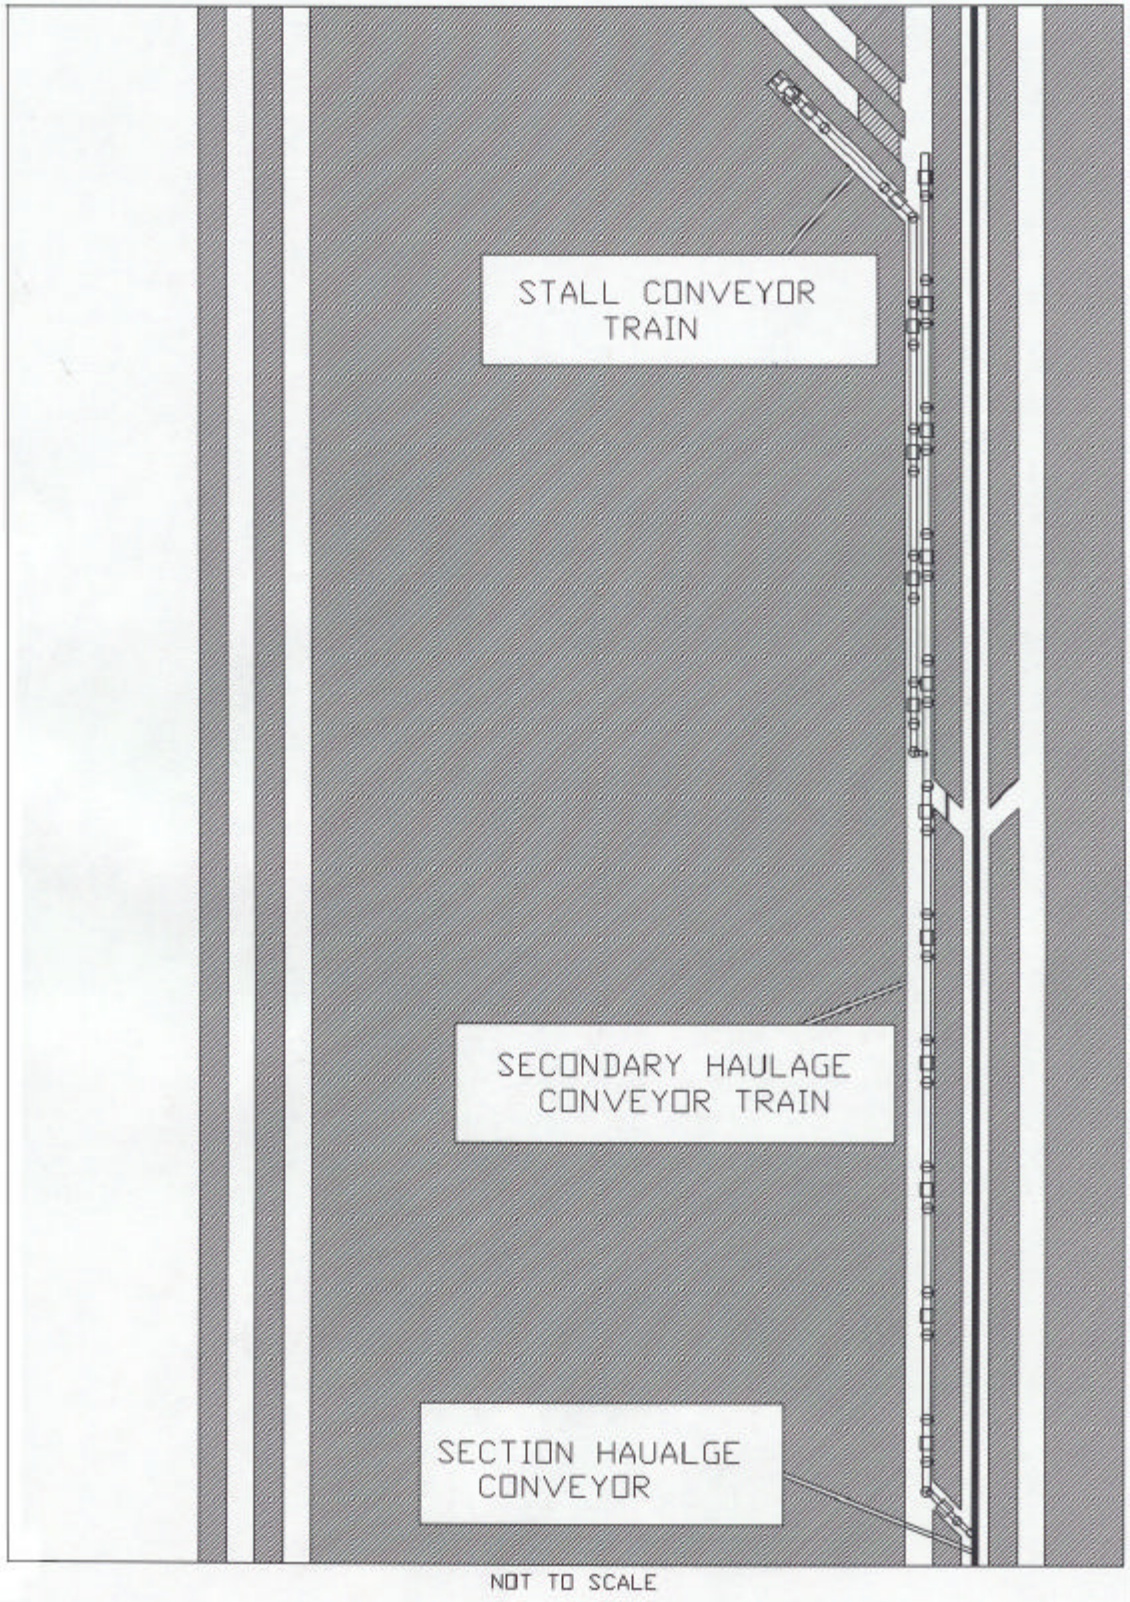 STALL CONVEYOR
TRAIN
SECONDARY HAULAGE
CONVEYOR TRAIN
SECTION HAUALGE
CONVEYOR
NOT TO SCALE